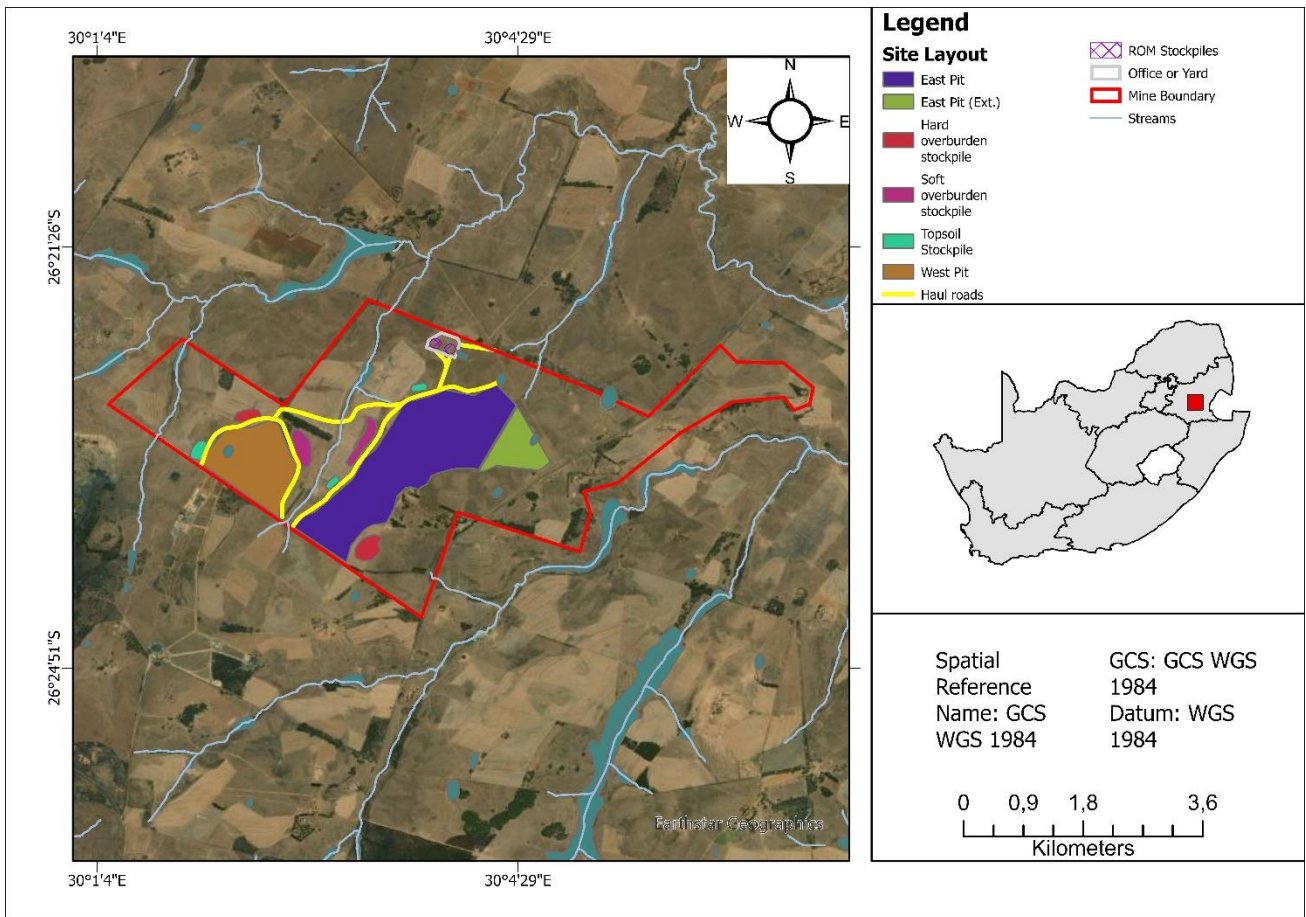 30°1'4"E
30°4'29"E
26°21'26"S
26°24'51"S
30°1'4"E
30°4'29"E
N
W
E
S
Earthstar Geographics
Legend
Site Layout
East Pit
East Pit (Ext.)
Hard
overburden
stockpile
Soft
overburden
stockpile
Topsoil
Stockpile
West Pit
Haul roads
ROM Stockpiles
Office or Yard
Mine Boundary
Streams
Spatial
Reference
Name: GCS
WGS 1984
GCS: GCS WGS
1984
Datum: WGS
1984
0 0,9 1,8 3,6
Kilometers